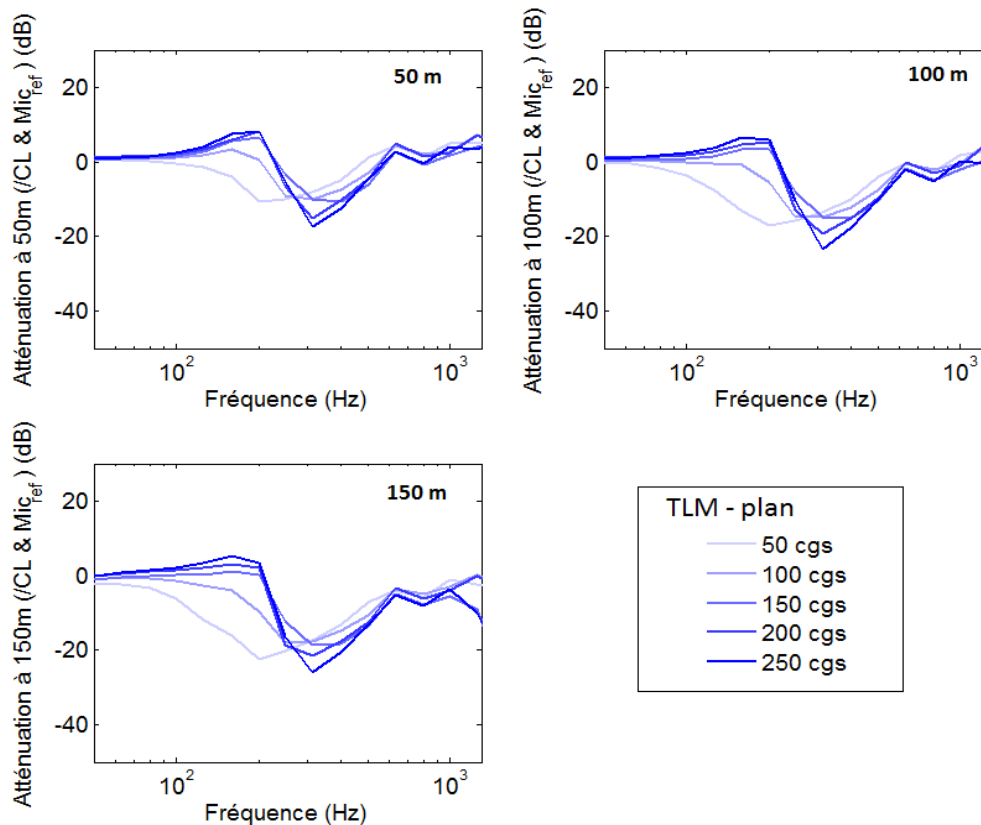 Atténuation à 50m (/CL & Mic_ref ) (dB)
50 m
20
0
-20
-40
10^2
10^3
Fréquence (Hz)
Atténuation à 100m (/CL & Mic_ref ) (dB)
100 m
20
0
-20
-40
10^2
10^3
Fréquence (Hz)
Atténuation à 150m (/CL & Mic_ref ) (dB)
150 m
20
0
-20
-40
10^2
10^3
Fréquence (Hz)
TLM - plan
50 cgs
100 cgs
150 cgs
200 cgs
250 cgs